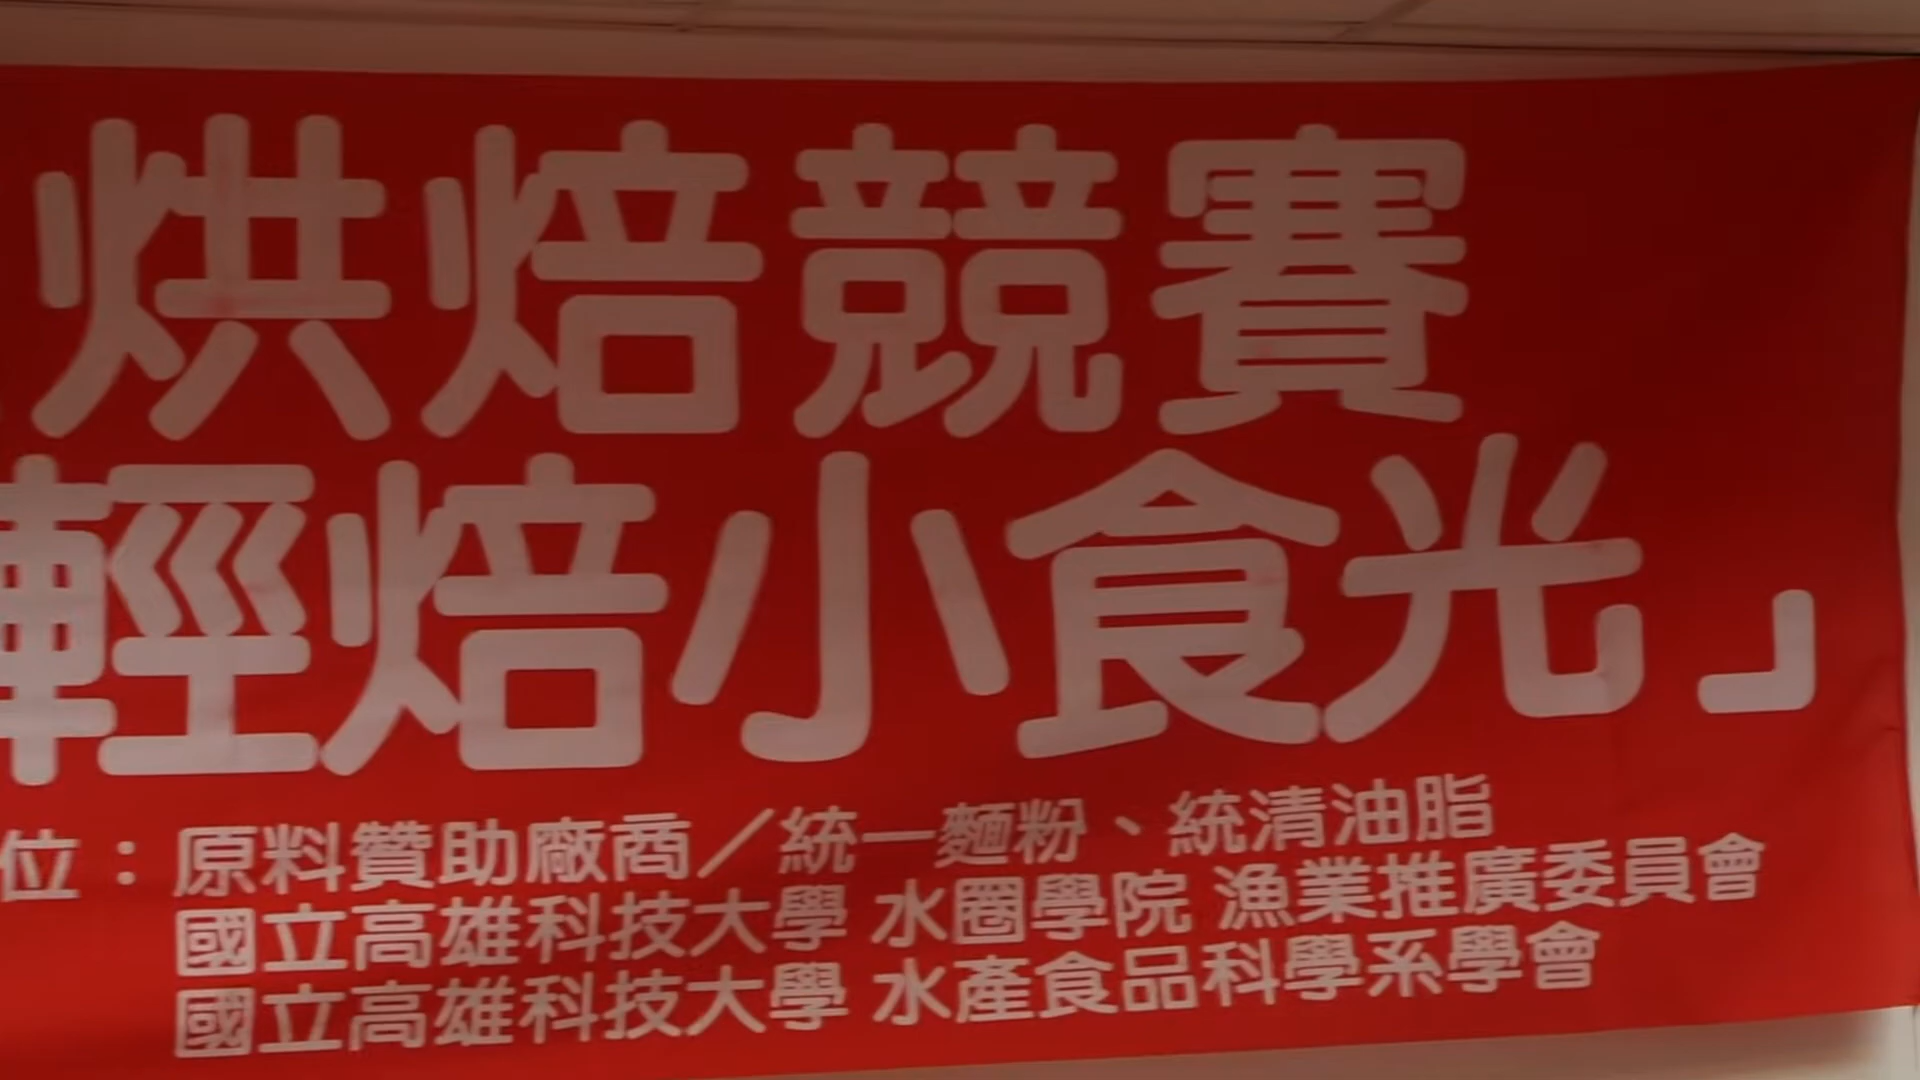 烘焙競賽
輕焙小食光」
位：原料贊助廠商／統一麵粉、統清油脂
國立高雄科技大學 水圈學院 漁業推廣委員會
國立高雄科技大學 水產食品科學系學會